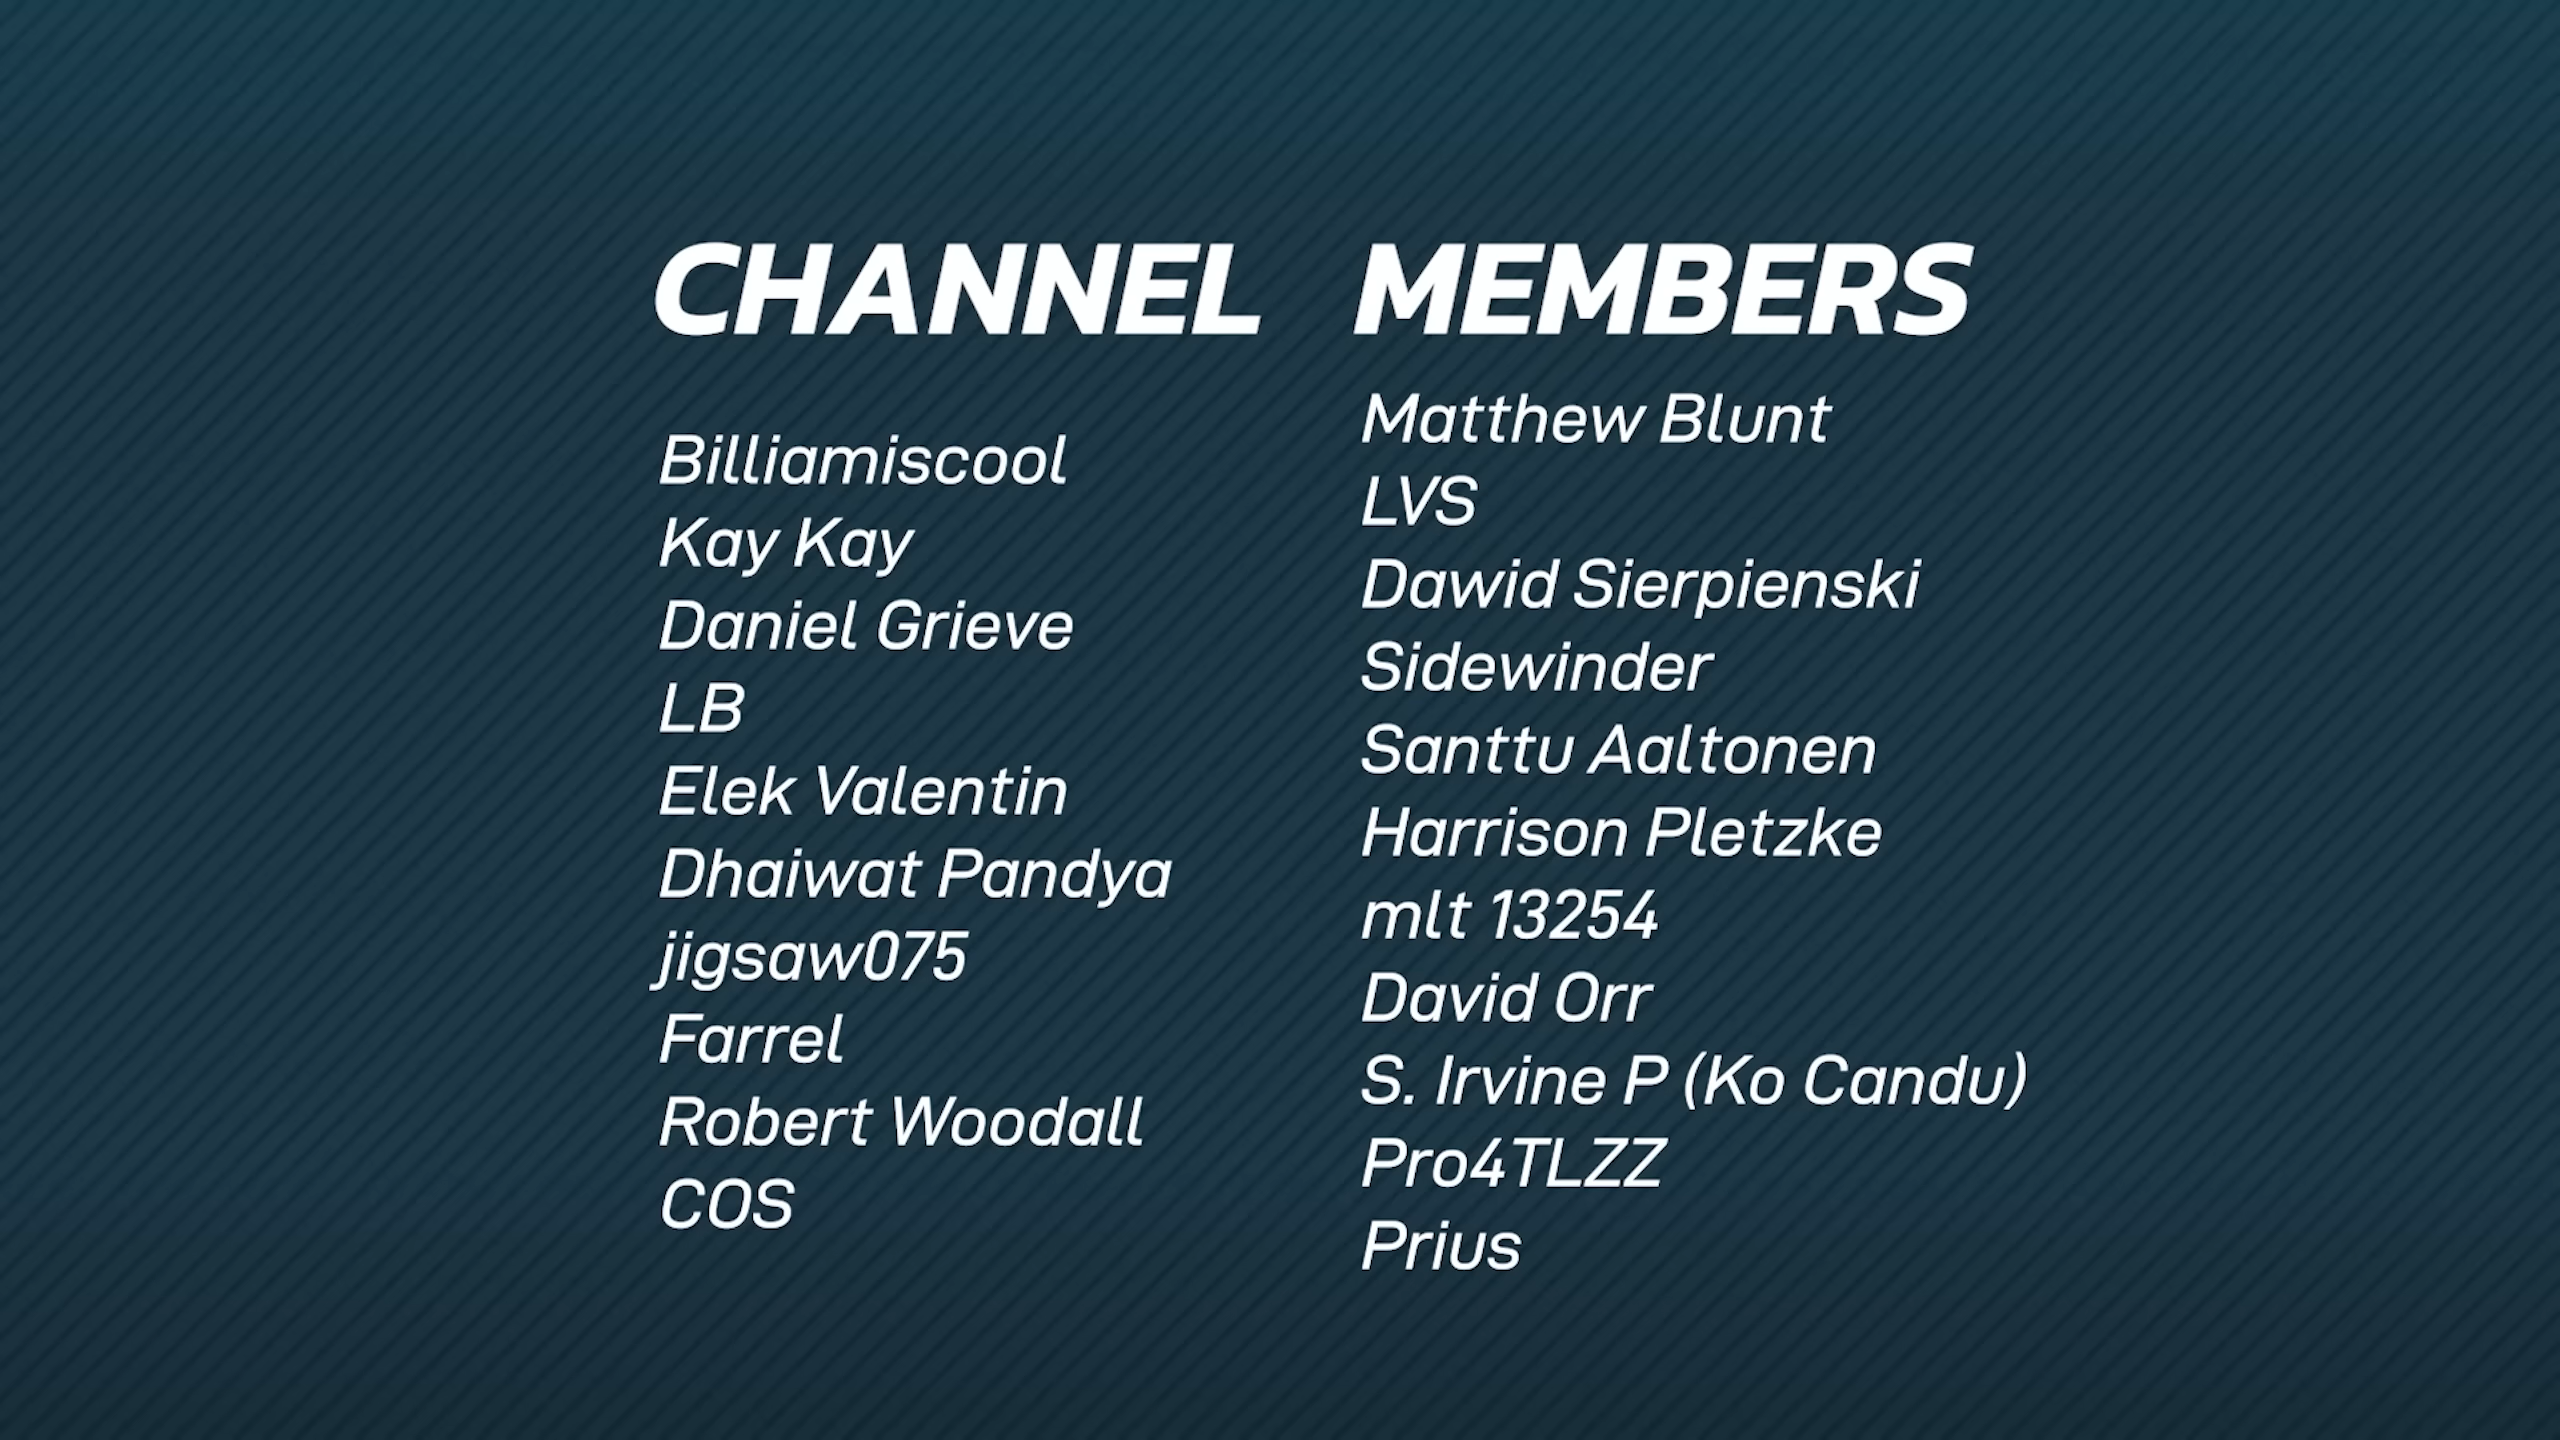 CHANNEL MEMBERS
Billiamiscool
Kay Kay
Daniel Grieve
LB
Elek Valentin
Dhaiwat Pandya
jigsaw075
Farrel
Robert Woodall
COS
Matthew Blunt
LVS
Dawid Sierpienski
Sidewinder
Santtu Aaltonen
Harrison Pletzke
mlt 13254
David Orr
S. Irvine P (Ko Candu)
Pro4TLZZ
Prius